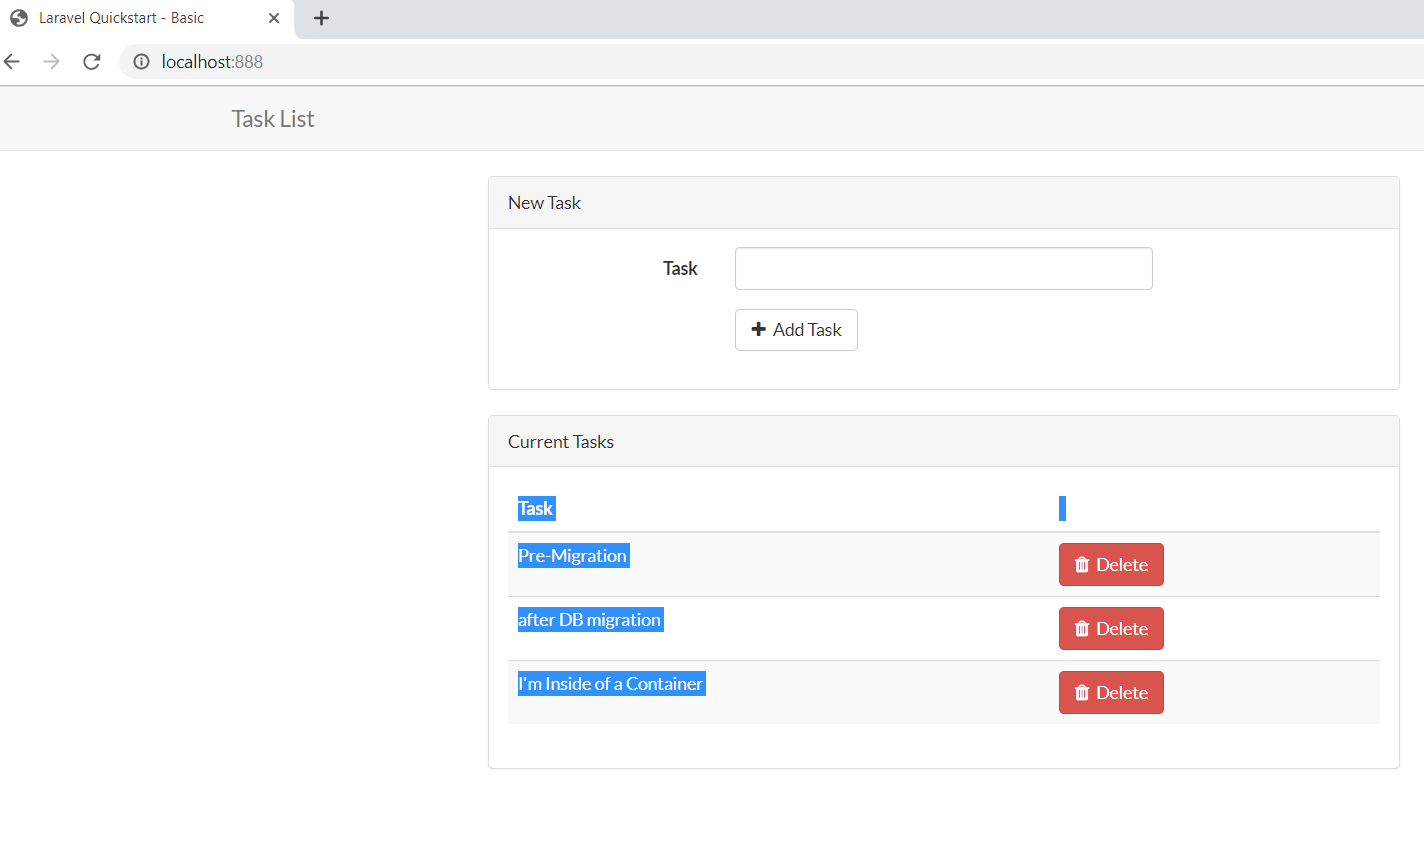 Laravel Quickstart - Basic
localhost:888
Task List
New Task
Task
Add Task
Current Tasks
Task
Pre-Migration Delete
after DB migration Delete
I'm Inside of a Container Delete